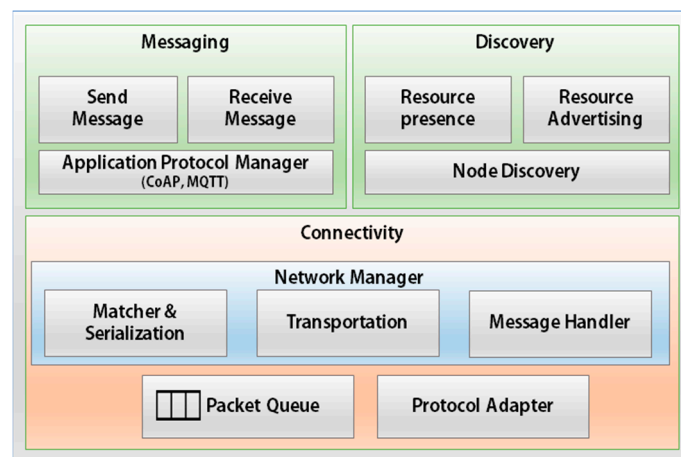 Messaging
Send
Message
Receive
Message
Application Protocol Manager
(CoAP, MQTT)
Discovery
Resource
presence
Resource
Advertising
Node Discovery
Connectivity
Network Manager
Matcher &
Serialization
Transportation
Message Handler
Packet Queue
Protocol Adapter